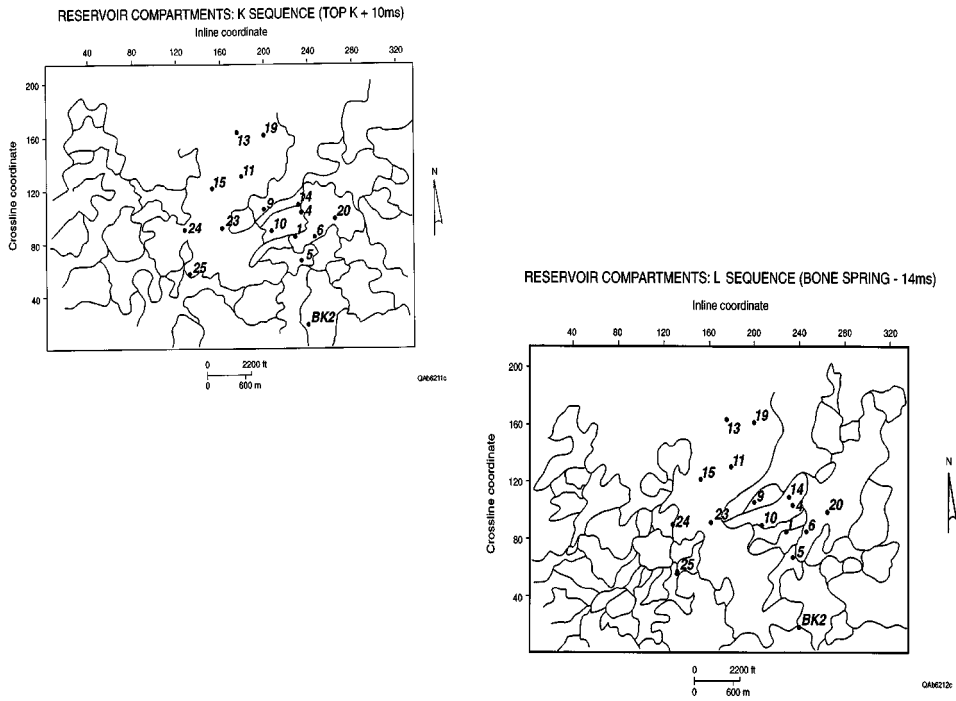 RESERVOIR COMPARTMENTS: K SEQUENCE (TOP K + 10ms)
Inline coordinate
40 80 120 160 200 240 280 320
Crossline coordinate
200
160
120
80
40
13
19
11
15
9
14
4
20
24
23
10
1
6
5
25
BK2
N
0 2200 ft
0 600 m
QAb6211c
RESERVOIR COMPARTMENTS: L SEQUENCE (BONE SPRING - 14ms)
Inline coordinate
40 80 120 160 200 240 280 320
Crossline coordinate
200
160
120
80
40
13
19
11
15
9
14
4
20
24
23
10
1
6
5
25
BK2
N
0 2200 ft
0 600 m
QAb6212c